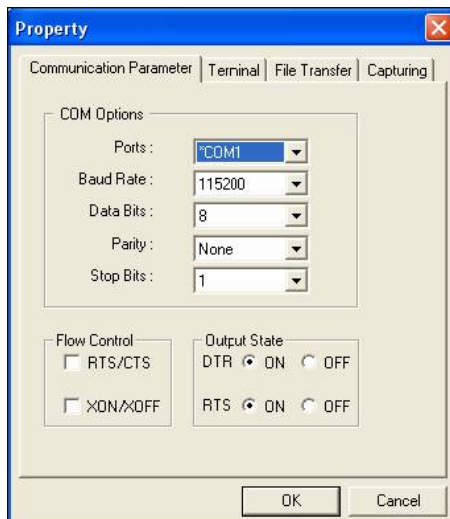 Property
Communication Parameter Terninal File Transfer Capturing
COM Options
Ports : *COM1
Baud Rate : 115200
Data Bits : 8
Parity : None
Stop Bits : 1
Flow Control Output State
RTS/CTS DTR ON OFF
XON/XOFF RTS ON OFF
OK Cancel